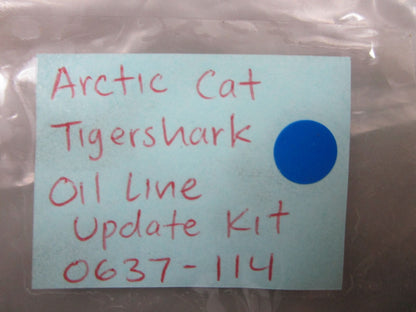 Arctic Cat
Tigershark
Oil Line
Update Kit
0637-114